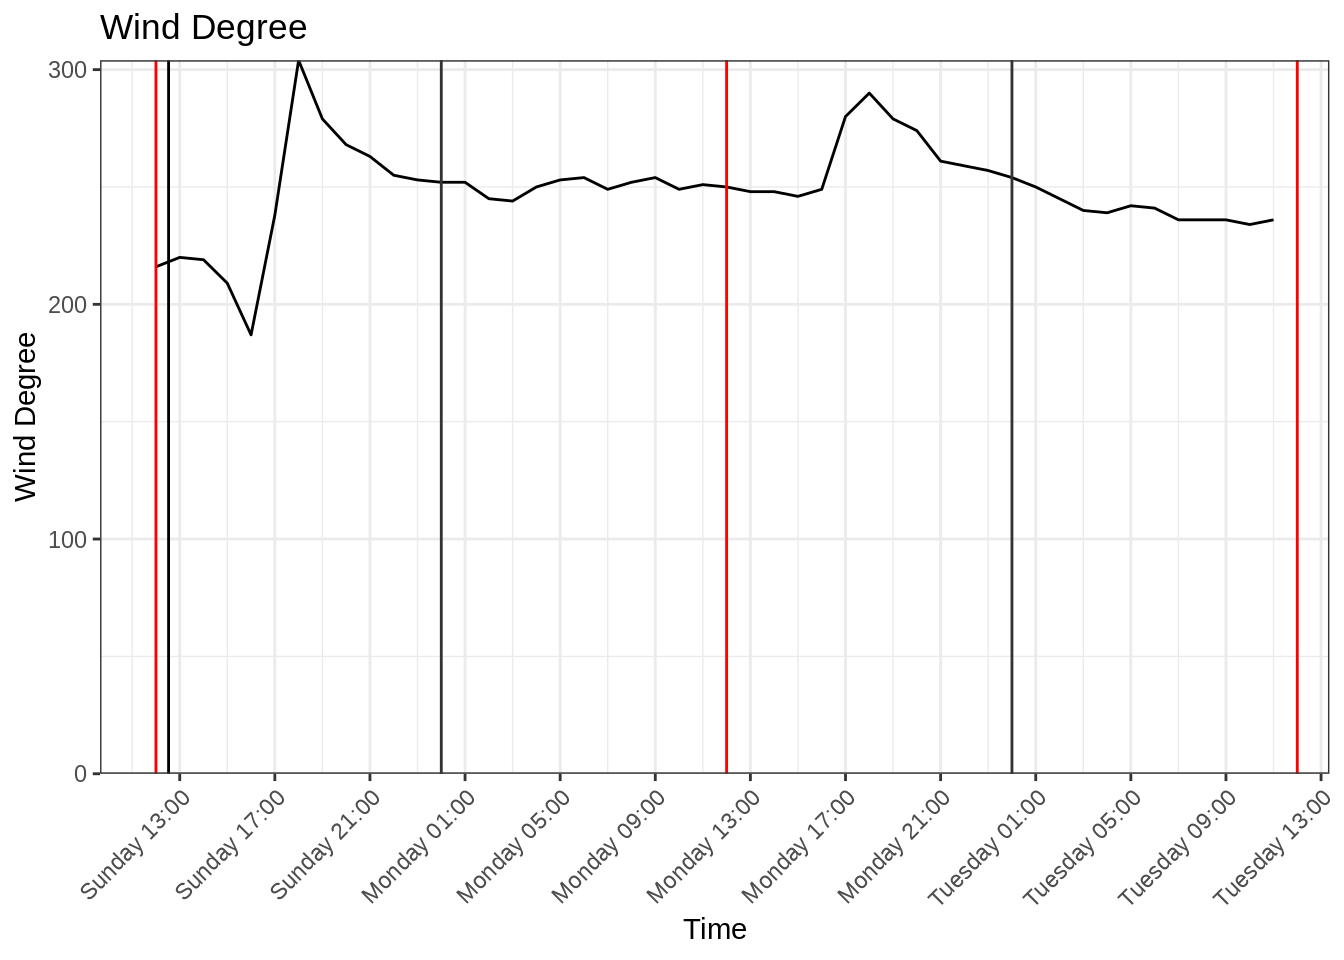 Wind Degree
300
200
100
0
Wind Degree
Sunday 13:00
Sunday 17:00
Sunday 21:00
Monday 01:00
Monday 05:00
Monday 09:00
Monday 13:00
Monday 17:00
Monday 21:00
Tuesday 01:00
Tuesday 05:00
Tuesday 09:00
Tuesday 13:00
Time